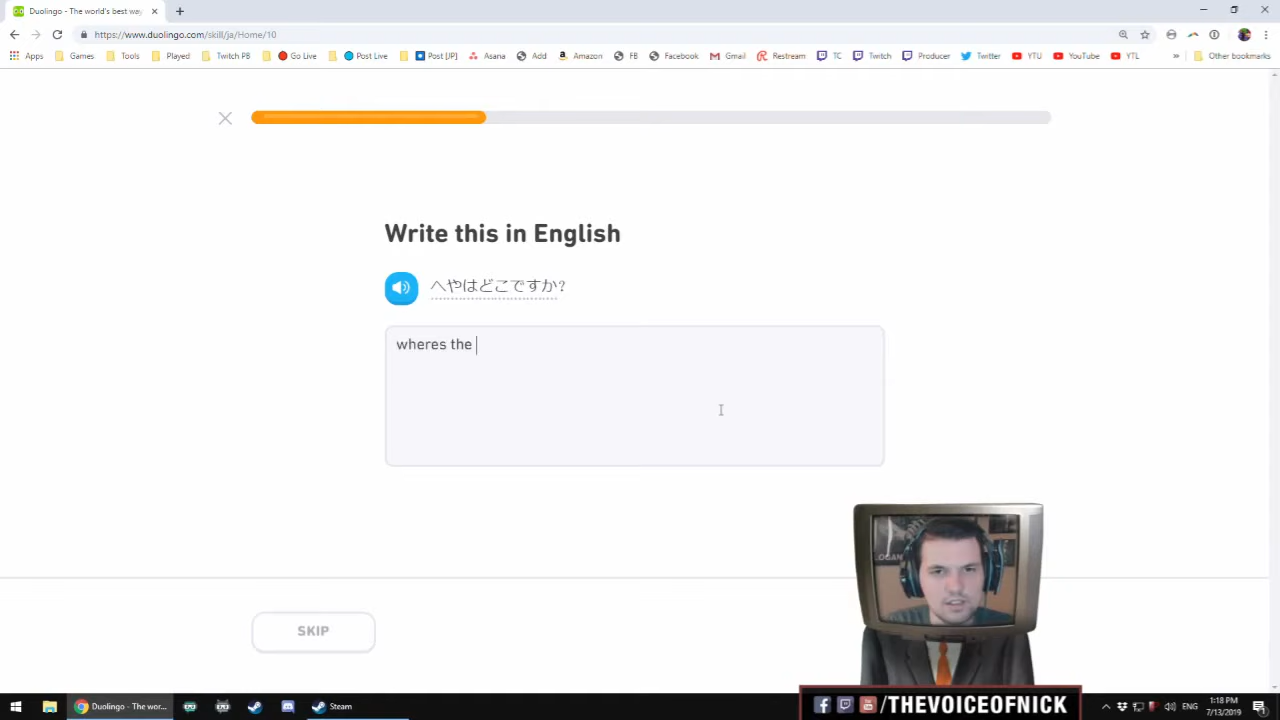 Duolingo - The world's best way
https://www.duolingo.com/skill/ja/Home/10
Apps Games Tools Played Twitch PB Go Live Post Live Post [JP] Asana Add Amazon FB Facebook Gmail Restream TC Twitch Producer Twitter YTU YouTube YTL » Other bookmarks
Write this in English
へやはどこですか?
wheres the
SKIP
/THEVOICEOFNICK
Duolingo - The wor...
Steam
ENG
1:18 PM
7/13/2019